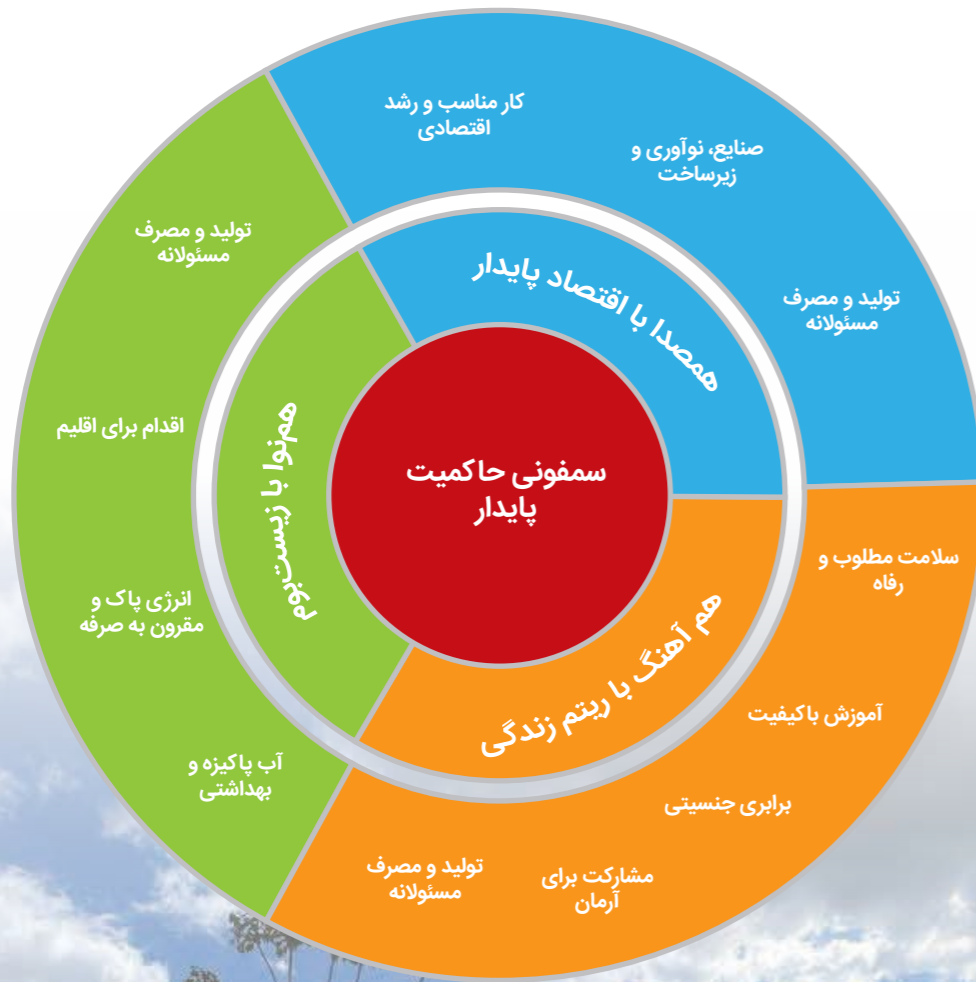 کار مناسب و رشد
اقتصادی
صنایع، نوآوری و
زیرساخت
تولید و مصرف
مسئولانه
همصدا با اقتصاد پایدار
سمفونی حاکمیت
پایدار
هم‌نوا با زیست‌بوم
تولید و مصرف
مسئولانه
اقدام برای اقلیم
انرژی پاک و
مقرون به صرفه
آب پاکیزه و
بهداشتی
هم آهنگ با ریتم زندگی
سلامت مطلوب و
رفاه
آموزش باکیفیت
برابری جنسیتی
مشارکت برای
آرمان
تولید و مصرف
مسئولانه